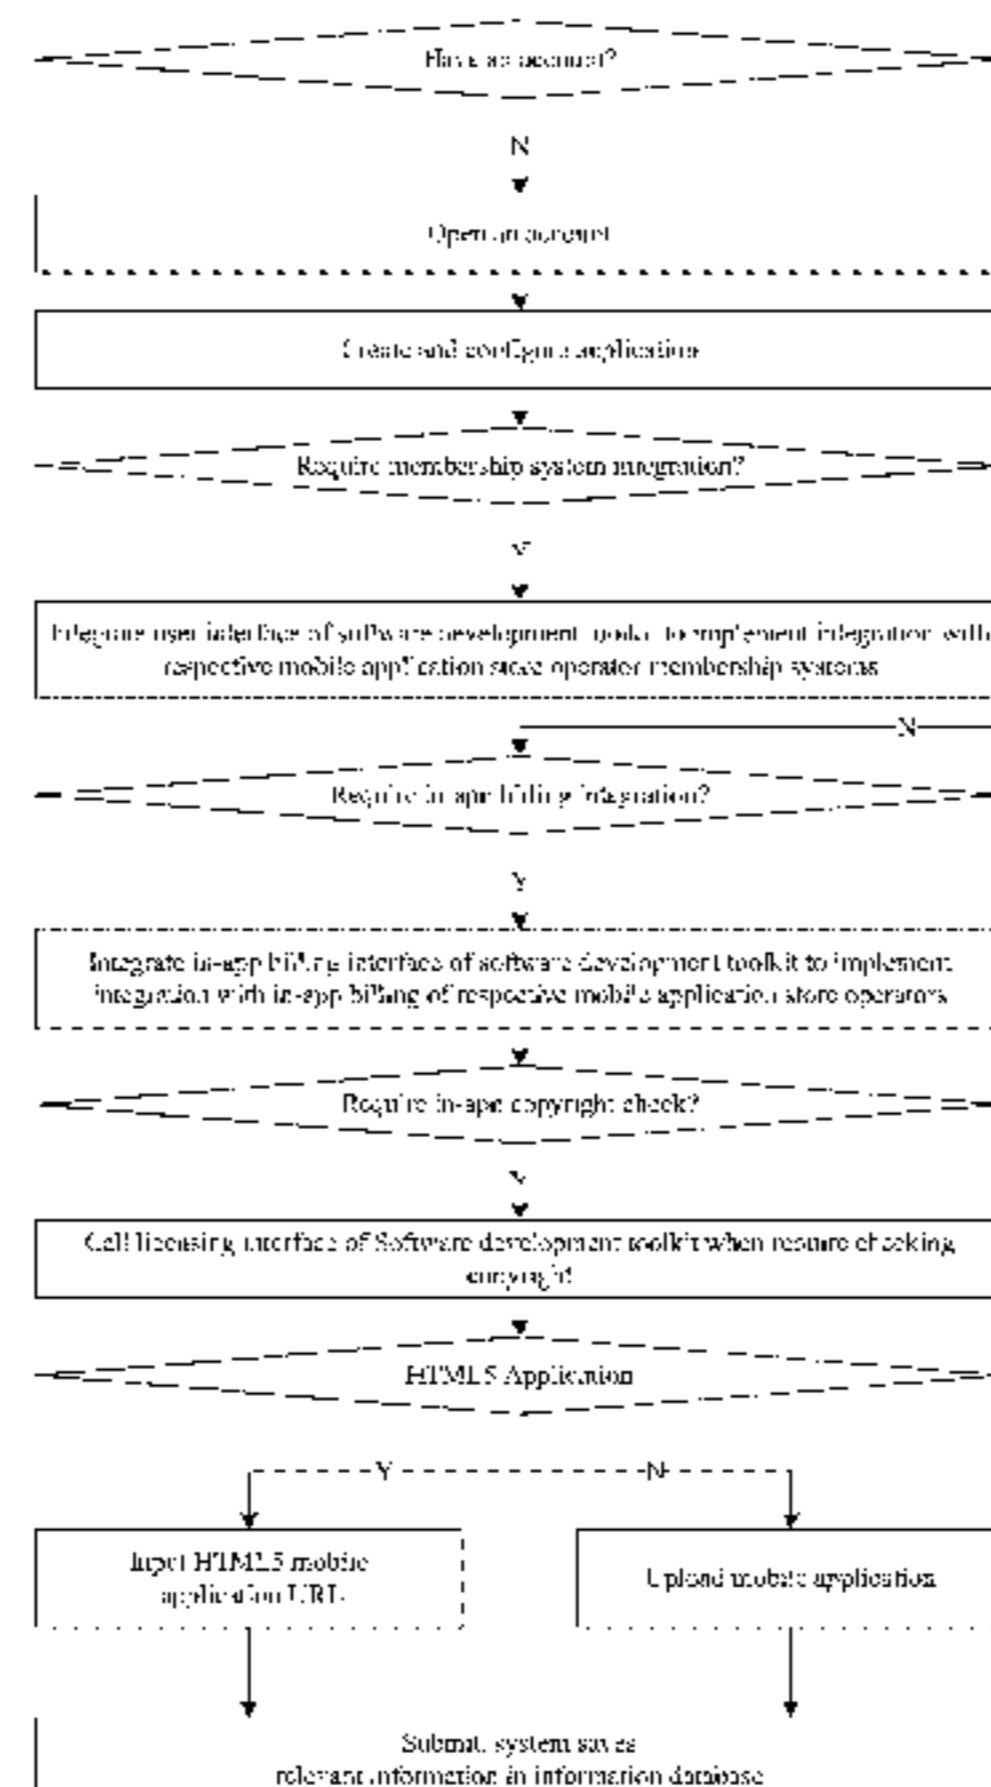 Have an account?
N
Open an account
Create and configure application
Require membership system integration?
Y
Integrate user interface of software development toolkit to implement integration with
respective mobile application store operator membership systems
N
Require in-app billing integration?
Y
Integrate in-app billing interface of software development toolkit to implement
integration with in-app billing of respective mobile application store operators
Require in-app copyright check?
Y
Call licensing interface of Software development toolkit when require checking
copyright
HTML5 Application
Y N
Input HTML5 mobile
application URL
Upload mobile application
Submit, system saves
relevant information in information database